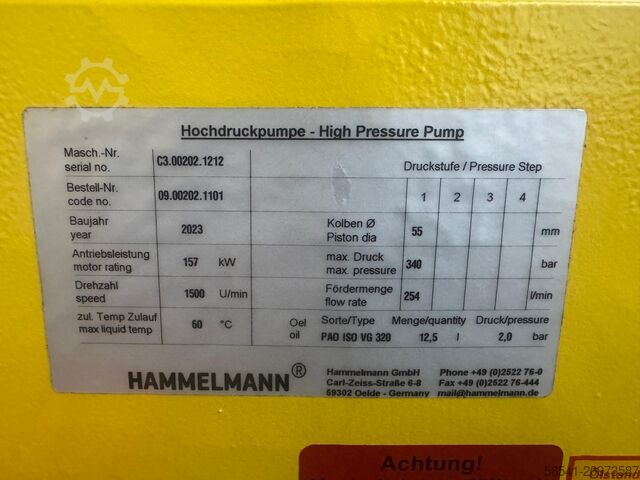 Hochdruckpumpe - High Pressure Pump
Masch.-Nr.
serial no.
C3.00202.1212
Druckstufe / Pressure Step
Bestell-Nr.
code no.
09.00202.1101
1 2 3 4
Baujahr
year
2023
Kolben Ø
Piston dia
55
mm
Antriebsleistung
motor rating
157 kW
max. Druck
max. pressure
340
bar
Drehzahl
speed
1500 U/min
Fördermenge
flow rate
254
l/min
zul. Temp Zulauf
max liquid temp
60 °C
Oel
oil
Sorte/Type Menge/quantity Druck/pressure
PAO ISO VG 320 12,5 l 2,0 bar
HAMMELMANN®
Hammelmann GmbH Phone +49 (0)2522 76-0
Carl-Zeiss-Straße 6-8 Fax +49 (0)2522 76-444
59302 Oelde - Germany mail@hammelmann.de
Achtung!